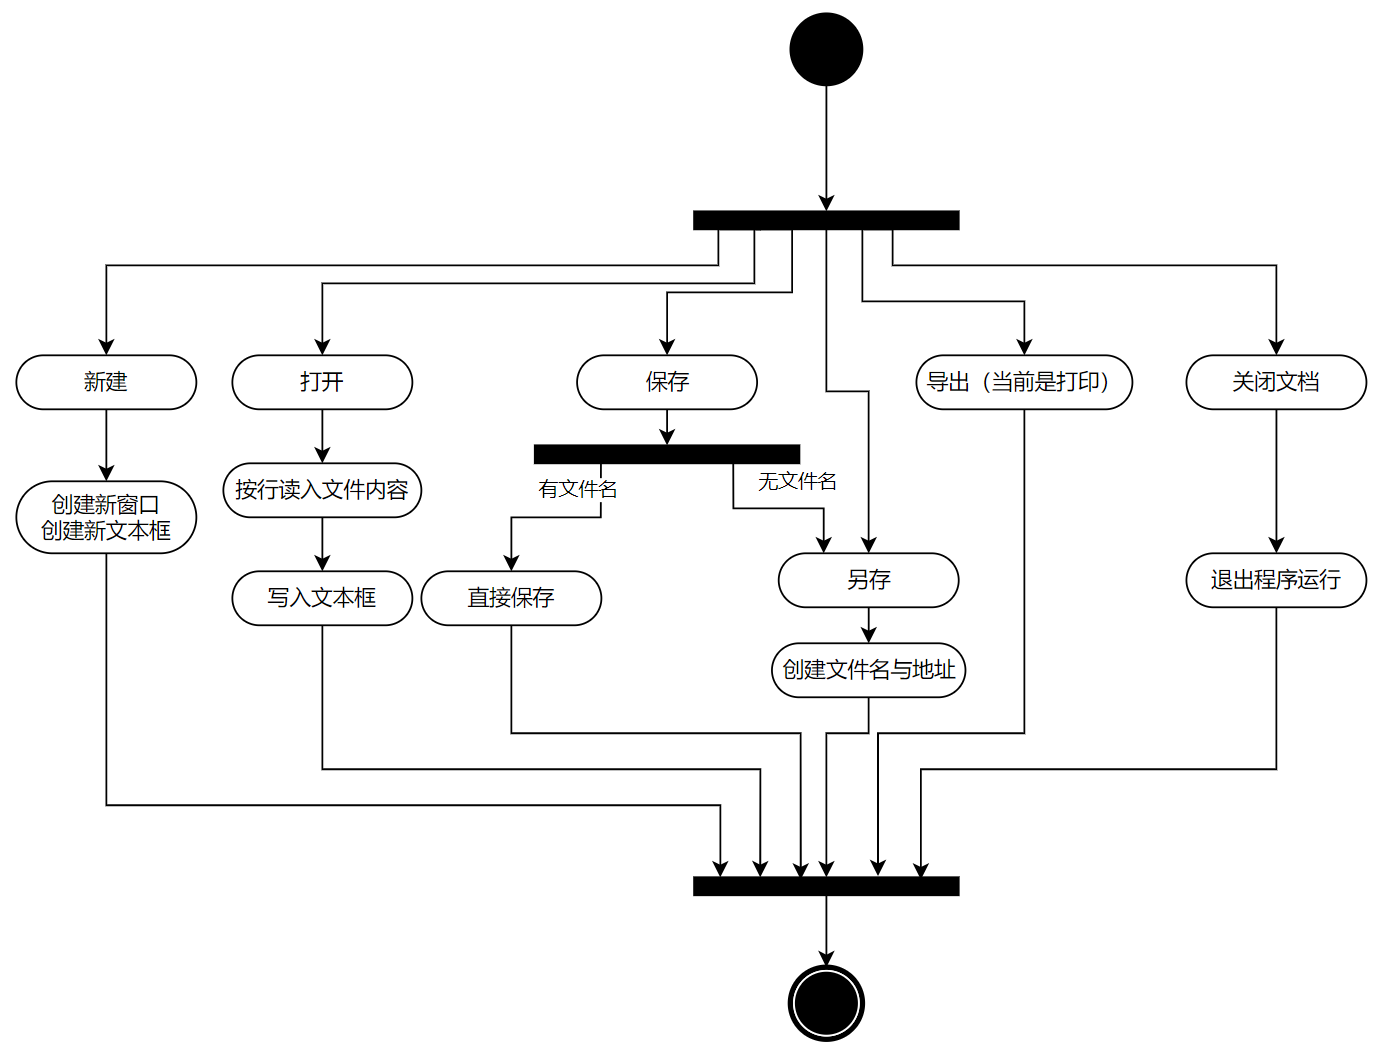 新建
打开
保存
导出（当前是打印）
关闭文档
按行读入文件内容
有文件名
无文件名
创建新窗口
创建新文本框
写入文本框
直接保存
另存
退出程序运行
创建文件名与地址